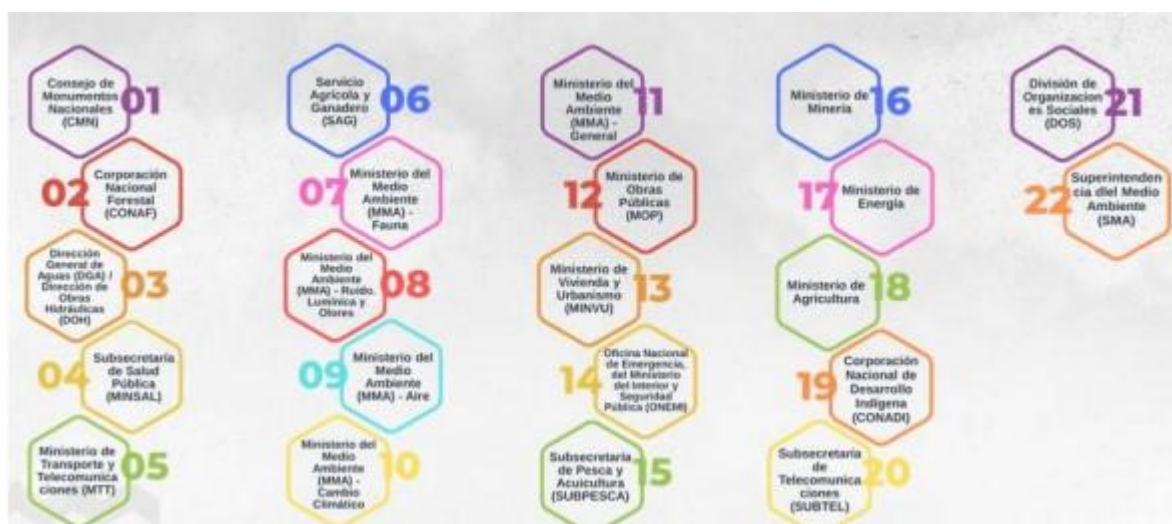 Consejo de
Monumentos
Nacionales
(CMN)
01
02
Corporación
Nacional
Forestal
(CONAF)
Dirección
General de
Aguas (DGA) /
Dirección de
Obras
Hidráulicas
(DOH)
03
04
Subsecretaría
de Salud
Pública
(MINSAL)
Ministerio de
Transporte y
Telecomunica
ciones (MTT)
05
Servicio
Agrícola y
Ganadero
(SAG)
06
07
Ministerio del
Medio
Ambiente
(MMA) -
Fauna
Ministerio del
Medio
Ambiente
(MMA) - Ruido,
Lumínica y
Olores
08
09
Ministerio del
Medio
Ambiente
(MMA) - Aire
Ministerio del
Medio
Ambiente
(MMA) -
Cambio
Climático
10
Ministerio del
Medio
Ambiente
(MMA) -
General
11
12
Ministerio de
Obras
Públicas
(MOP)
Ministerio de
Vivienda y
Urbanismo
(MINVU)
13
14
Oficina Nacional
de Emergencia,
del Ministerio
del Interior y
Seguridad
Pública (ONEMI)
Subsecretaría
de Pesca y
Acuicultura
(SUBPESCA)
15
Ministerio de
Minería
16
17
Ministerio de
Energía
Ministerio de
Agricultura
18
19
Corporación
Nacional de
Desarrollo
Indígena
(CONADI)
Subsecretaría
de
Telecomunica
ciones
(SUBTEL)
20
División de
Organizacion
es Sociales
(DOS)
21
22
Superintenden
cia dlel Medio
Ambiente
(SMA)